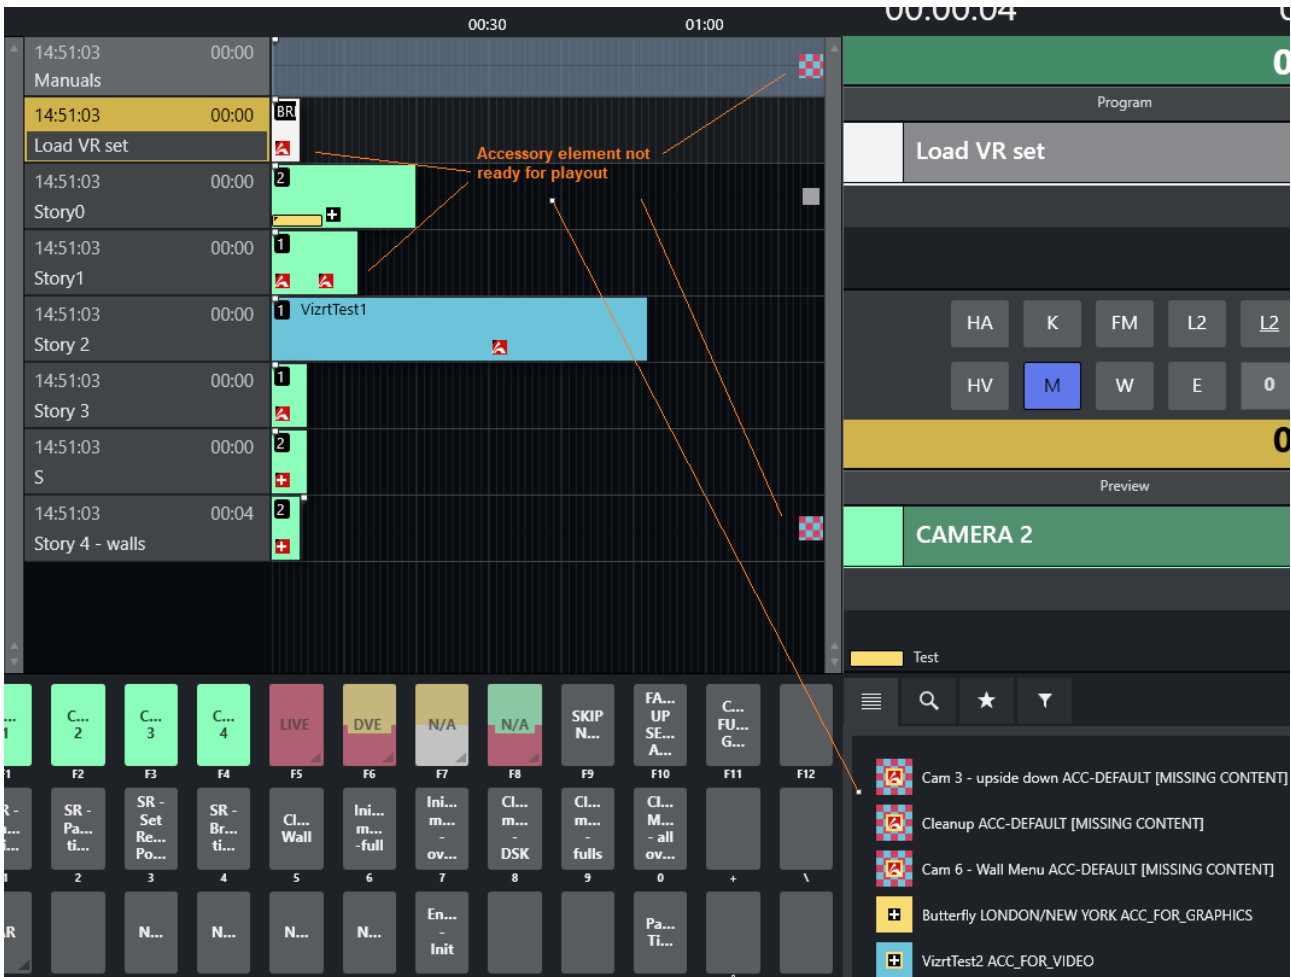 00:30 01:00
00:00:04
14:51:03 00:00
Manuals
14:51:03 00:00
Load VR set
BRI
14:51:03 00:00
Story0
2
14:51:03 00:00
Story1
1
14:51:03 00:00
Story 2
1 VizrtTest1
14:51:03 00:00
Story 3
1
14:51:03 00:00
S
2
14:51:03 00:04
Story 4 - walls
2
Accessory element not
ready for playout
0
Program
Load VR set
HA K FM L2 L2
HV M W E 0
0
Preview
CAMERA 2
Test
...
1
C...
2
C...
3
C...
4
LIVE
DVE
N/A
N/A
SKIP
N...
FA...
UP
SE...
A...
C...
FU...
G...
F1 F2 F3 F4 F5 F6 F7 F8 F9 F10 F11 F12
SR -
Pa...
ti...
SR -
Set
Re...
Po...
SR -
Br...
ti...
Cl...
Wall
Ini...
m...
-full
Ini...
m...
-
ov...
Cl...
m...
-
DSK
Cl...
m...
-
fulls
Cl...
M...
- all
ov...
1 2 3 4 5 6 7 8 9 0 + \
N...
N...
N...
N...
En...
-
Init
Pa...
Ti...
Cam 3 - upside down ACC-DEFAULT [MISSING CONTENT]
Cleanup ACC-DEFAULT [MISSING CONTENT]
Cam 6 - Wall Menu ACC-DEFAULT [MISSING CONTENT]
Butterfly LONDON/NEW YORK ACC_FOR_GRAPHICS
VizrtTest2 ACC_FOR_VIDEO